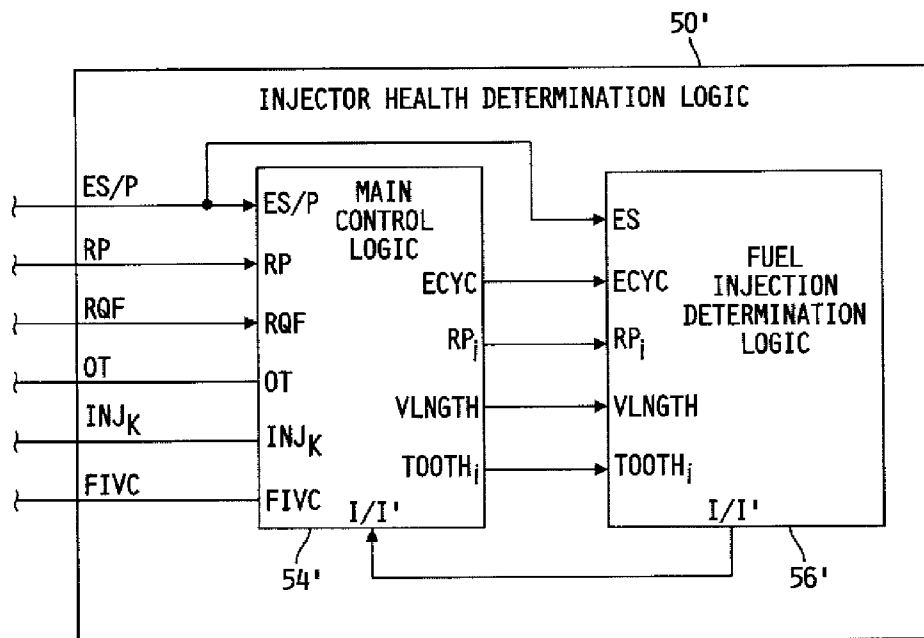 50'
INJECTOR HEALTH DETERMINATION LOGIC
ES/P
RP
RQF
OT
INJK
FIVC
MAIN
CONTROL
LOGIC
ES/P
RP
RQF
OT
INJK
FIVC
ECYC
RPi
VLNGTH
TOOTHi
I/I'
54'
ES
FUEL
INJECTION
DETERMINATION
LOGIC
ECYC
RPi
VLNGTH
TOOTHi
I/I'
56'